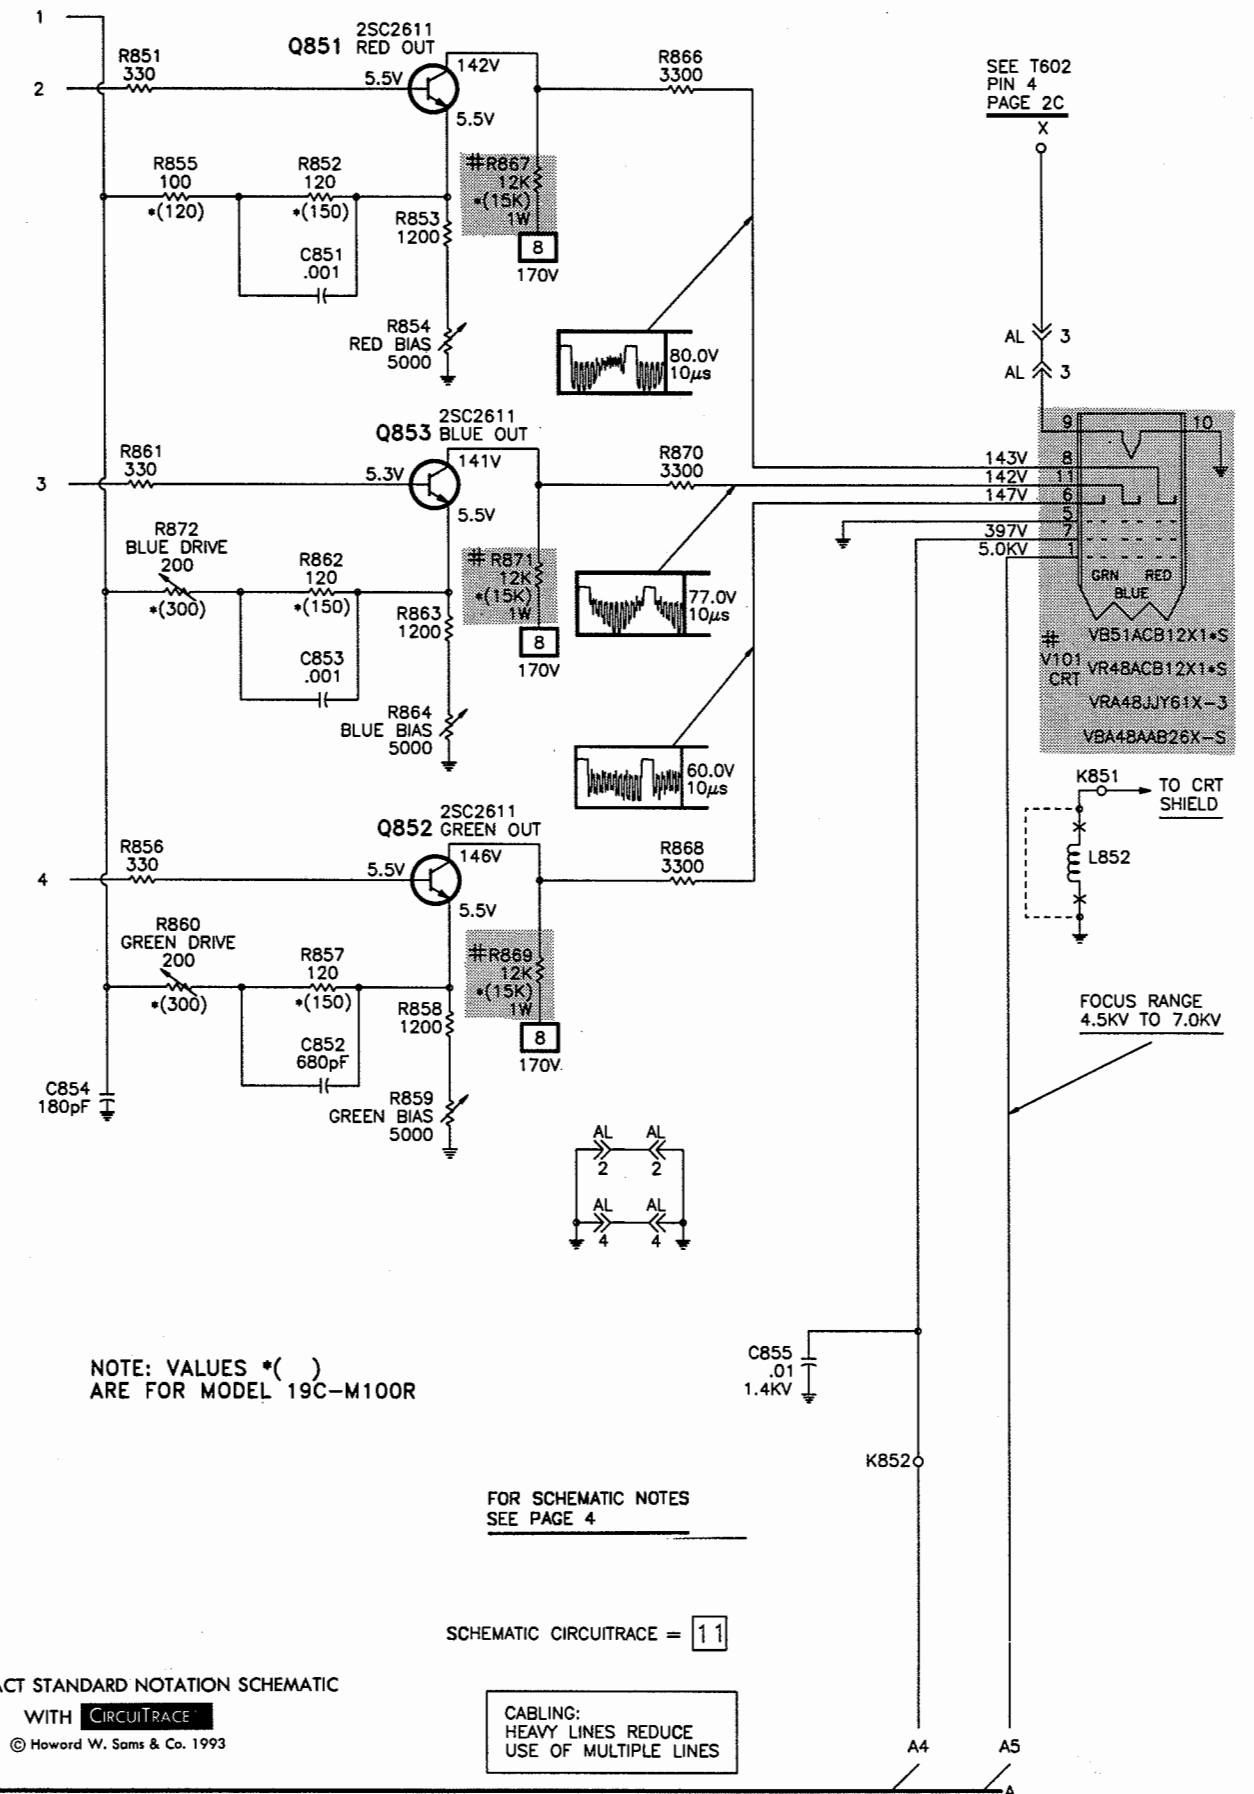 1
2SC2611
Q851 RED OUT
R851
330
142V
5.5V
2
5.5V
R866
3300
SEE T602
PIN 4
PAGE 2C
X
R855
100
*(120)
R852
120
*(150)
#R867
12K
*(15K)
1W
8
170V
R853
1200
C851
.001
R854
RED BIAS
5000
80.0V
10µs
AL 3
AL 3
2SC2611
Q853 BLUE OUT
R861
330
141V
5.3V
3
5.5V
R870
3300
9
10
143V 8
142V 11
147V 6
5
397V 7
5.0KV 1
GRN RED
BLUE
R872
BLUE DRIVE
200
*(300)
R862
120
*(150)
#R871
12K
*(15K)
1W
8
170V
R863
1200
C853
.001
R864
BLUE BIAS
5000
77.0V
10µs
#
V101
CRT
VB51ACB12X1*S
VR48ACB12X1*S
VRA48JJY61X-3
VBA48AAB26X-S
60.0V
10µs
K851
TO CRT
SHIELD
L852
2SC2611
Q852 GREEN OUT
R856
330
146V
5.5V
4
5.5V
R868
3300
R860
GREEN DRIVE
200
*(300)
R857
120
*(150)
#R869
12K
*(15K)
1W
8
170V
R858
1200
C852
680pF
R859
GREEN BIAS
5000
C854
180pF
FOCUS RANGE
4.5KV TO 7.0KV
AL AL
2 2
AL AL
4 4
C855
.01
1.4KV
NOTE: VALUES *( )
ARE FOR MODEL 19C-M100R
K852
FOR SCHEMATIC NOTES
SEE PAGE 4
SCHEMATIC CIRCUITRACE = 11
ACT STANDARD NOTATION SCHEMATIC
WITH CIRCUITRACE
© Howard W. Sams & Co. 1993
CABLING:
HEAVY LINES REDUCE
USE OF MULTIPLE LINES
A4 A5
A